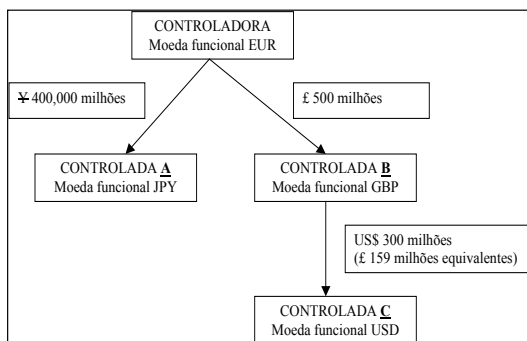 CONTROLADORA
Moeda funcional EUR
¥ 400,000 milhões
£ 500 milhões
CONTROLADA A
Moeda funcional JPY
CONTROLADA B
Moeda funcional GBP
US$ 300 milhões
(£ 159 milhões equivalentes)
CONTROLADA C
Moeda funcional USD